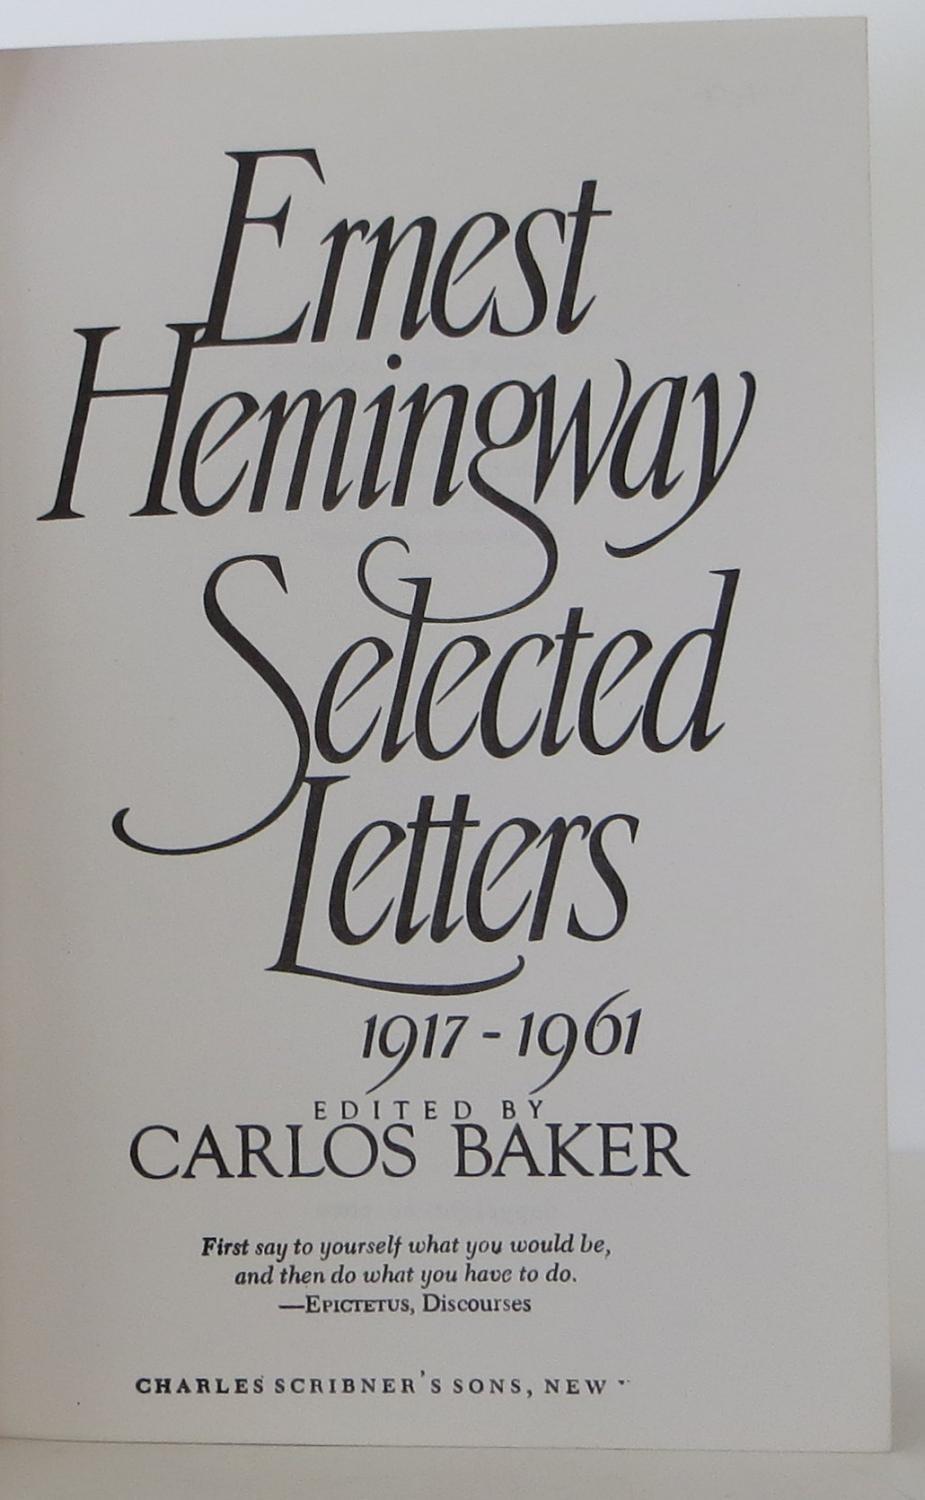 Ernest
Hemingway
Selected
Letters
1917 - 1961
EDITED BY
CARLOS BAKER
First say to yourself what you would be,
and then do what you have to do.
—EPICTETUS, Discourses
CHARLES SCRIBNER'S SONS, NEW